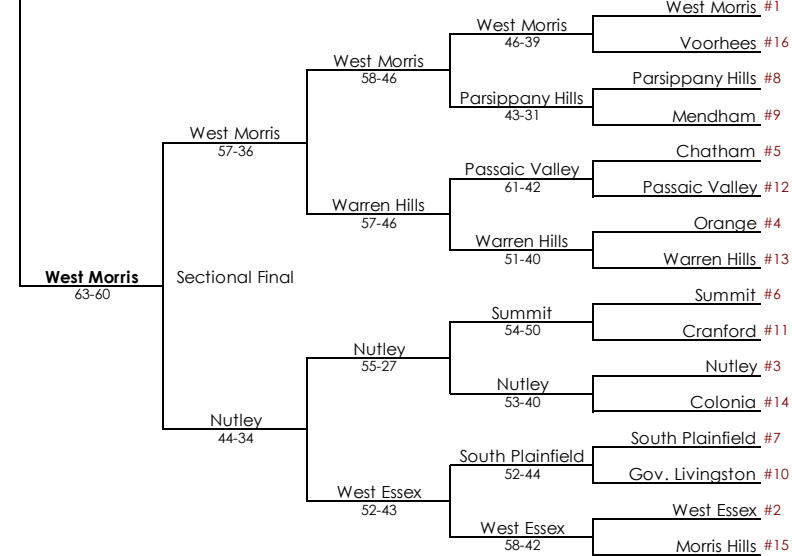 West Morris #1
West Morris
46-39
Voorhees #16
West Morris
58-46
Parsippany Hills #8
Parsippany Hills
43-31
Mendham #9
West Morris
57-36
Chatham #5
Passaic Valley
61-42
Passaic Valley #12
Warren Hills
57-46
Orange #4
Warren Hills
51-40
Warren Hills #13
West Morris
63-60
Sectional Final
Summit #6
Summit
54-50
Cranford #11
Nutley
55-27
Nutley #3
Nutley
53-40
Colonia #14
Nutley
44-34
South Plainfield #7
South Plainfield
52-44
Gov. Livingston #10
West Essex
52-43
West Essex #2
West Essex
58-42
Morris Hills #15